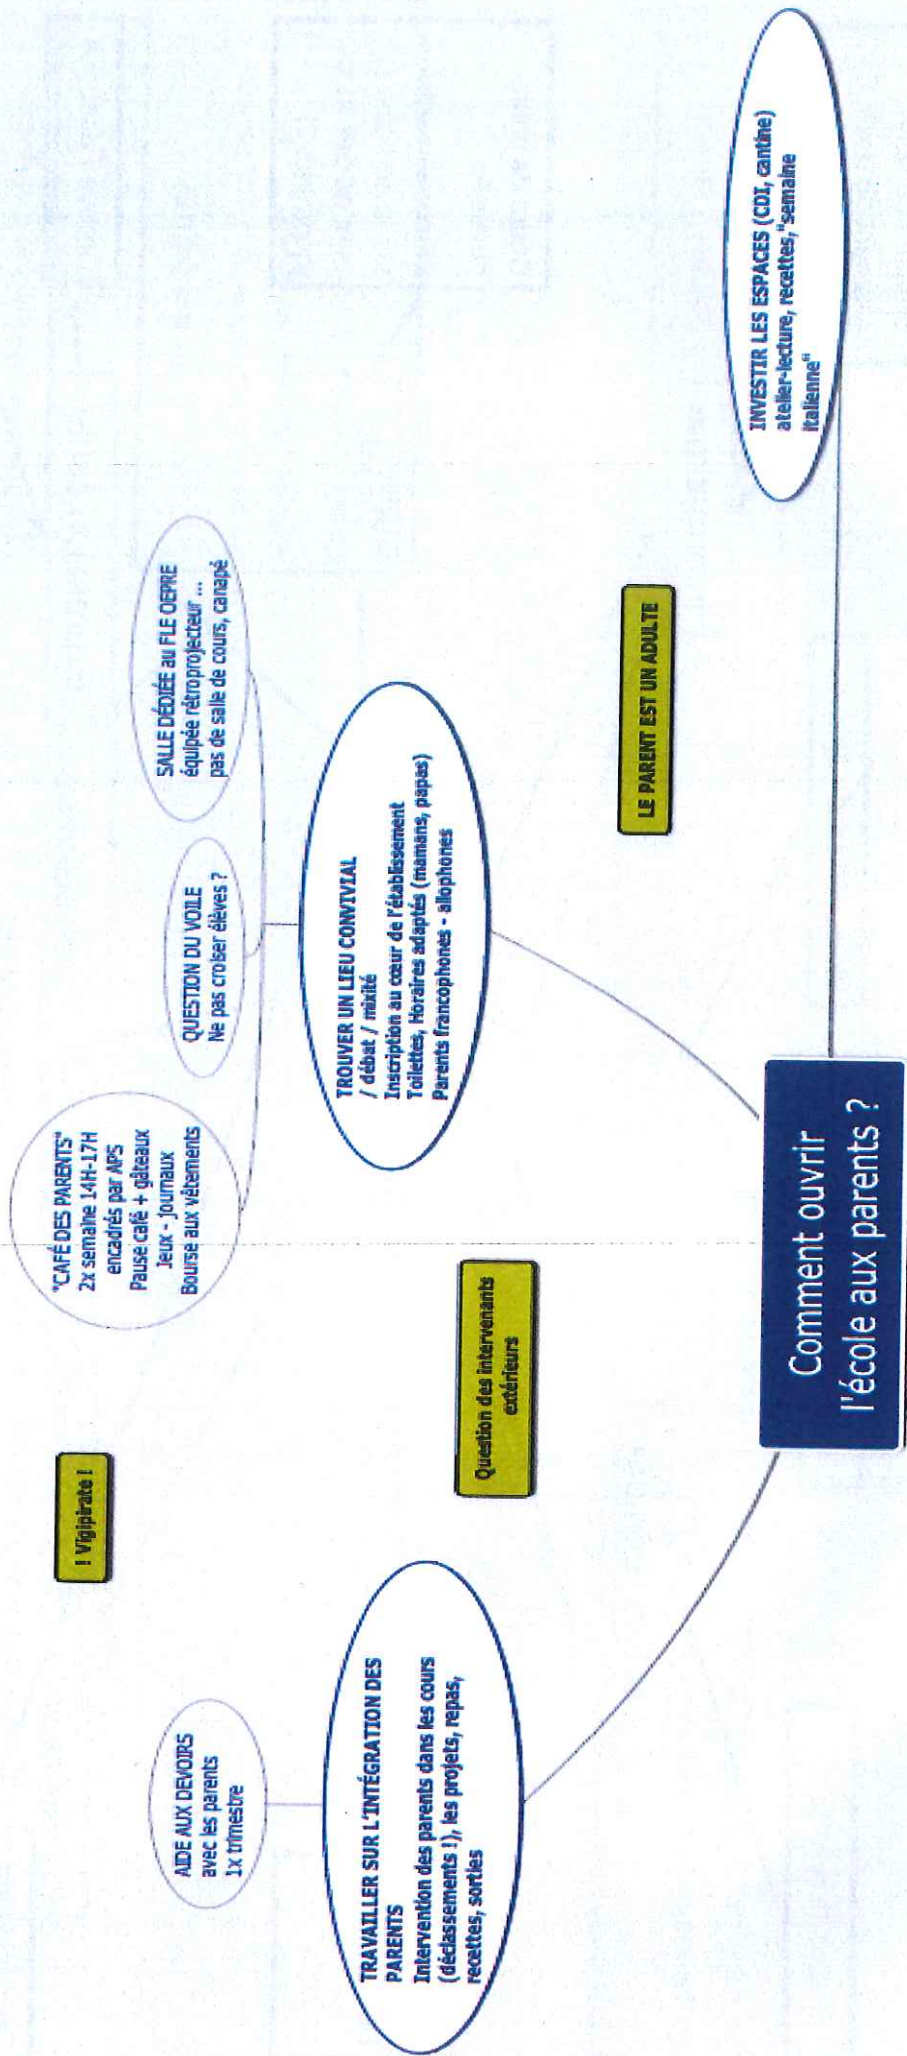 ! Vigipirate !
"CAFÉ DES PARENTS"
2x semaine 14H-17H
encadrés par APS
Pause café + gâteaux
Jeux - journaux
Bourse aux vêtements
QUESTION DU VOILE
Ne pas croiser élèves ?
SALLE DÉDIÉE au FLE OEPRE
équipée rétroprojecteur ...
pas de salle de cours, canapé
AIDE AUX DEVOIRS
avec les parents
1x trimestre
TROUVER UN LIEU CONVIVIAL
/ débat / mixité
Inscription au cœur de l'établissement
Toilettes, Horaires adaptés (mamans, papas)
Parents francophones - allophones
TRAVAILLER SUR L'INTÉGRATION DES
PARENTS
Intervention des parents dans les cours
(déclassements !), les projets, repas,
recettes, sorties
Question des intervenants
extérieurs
LE PARENT EST UN ADULTE
INVESTIR LES ESPACES (CDI, cantine)
atelier-lecture, recettes,"semaine
italienne"
Comment ouvrir
l'école aux parents ?